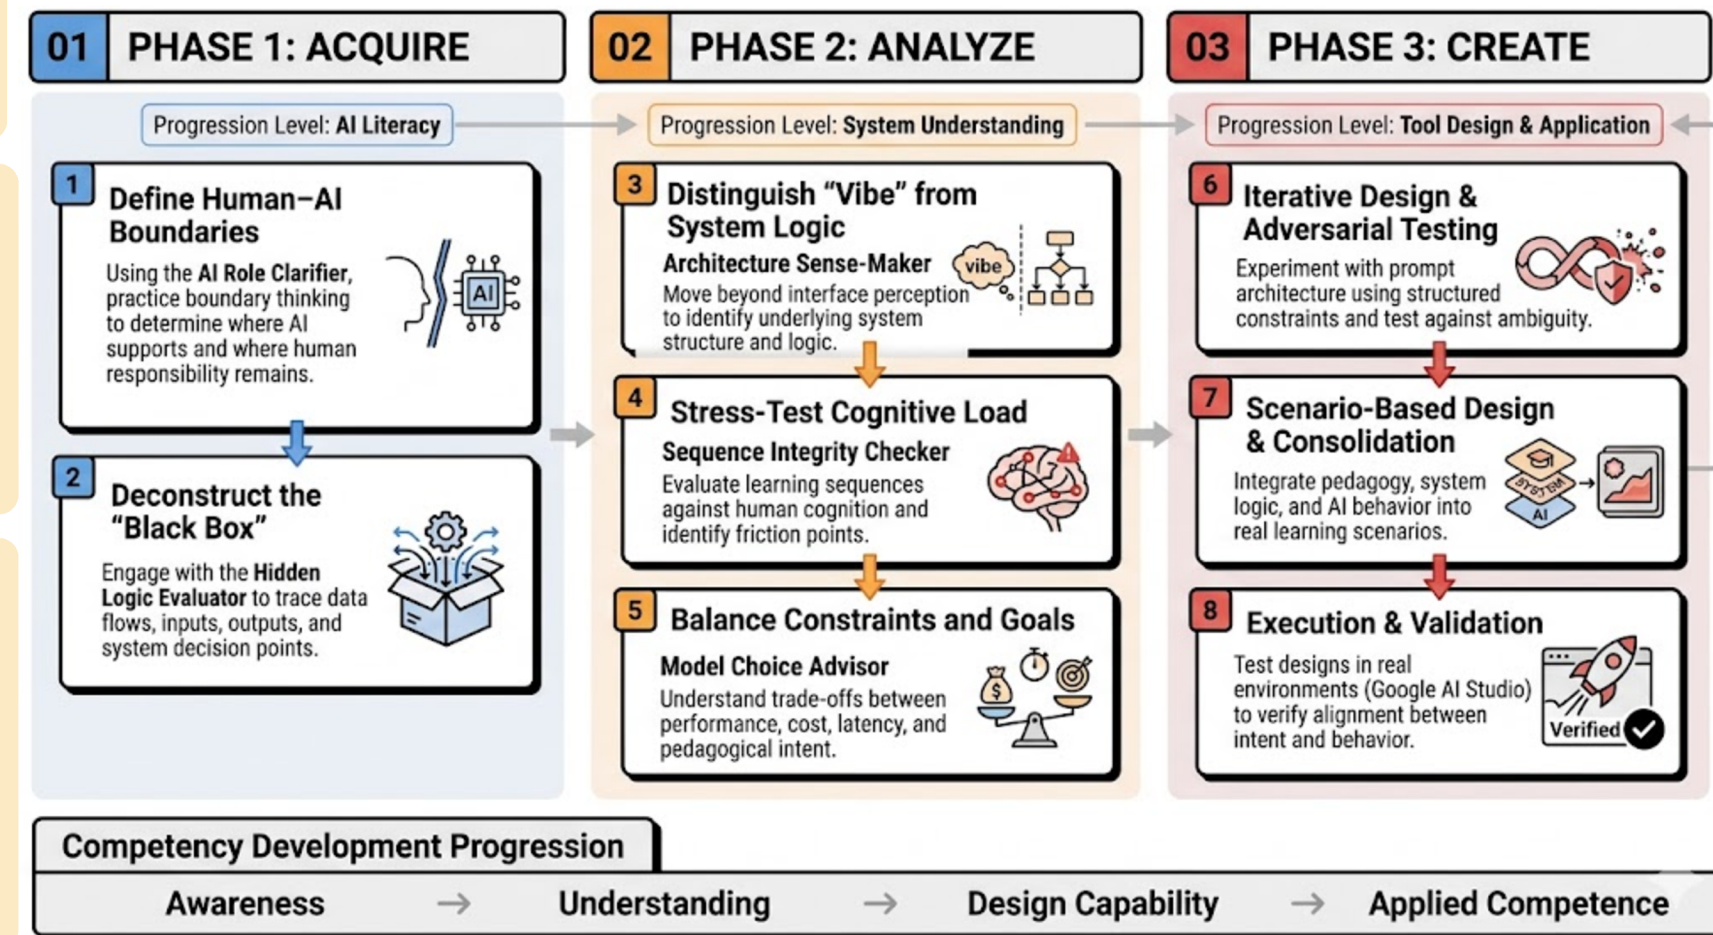 01 PHASE 1: ACQUIRE
Progression Level: AI Literacy
1
Define Human–AI
Boundaries
Using the AI Role Clarifier,
practice boundary thinking
to determine where AI
supports and where human
responsibility remains.
AI
2
Deconstruct the
“Black Box”
Engage with the Hidden
Logic Evaluator to trace data
flows, inputs, outputs, and
system decision points.
02 PHASE 2: ANALYZE
Progression Level: System Understanding
3
Distinguish “Vibe” from
System Logic
Architecture Sense-Maker
Move beyond interface perception
to identify underlying system
structure and logic.
vibe
4
Stress-Test Cognitive Load
Sequence Integrity Checker
Evaluate learning sequences
against human cognition and
identify friction points.
5
Balance Constraints and Goals
Model Choice Advisor
Understand trade-offs between
performance, cost, latency, and
pedagogical intent.
$
03 PHASE 3: CREATE
Progression Level: Tool Design & Application
6
Iterative Design &
Adversarial Testing
Experiment with prompt
architecture using structured
constraints and test against ambiguity.
7
Scenario-Based Design
& Consolidation
Integrate pedagogy, system
logic, and AI behavior into
real learning scenarios.
SYSTEM
AI
8
Execution & Validation
Test designs in real
environments (Google AI Studio)
to verify alignment between
intent and behavior.
Verified
Competency Development Progression
Awareness → Understanding → Design Capability → Applied Competence